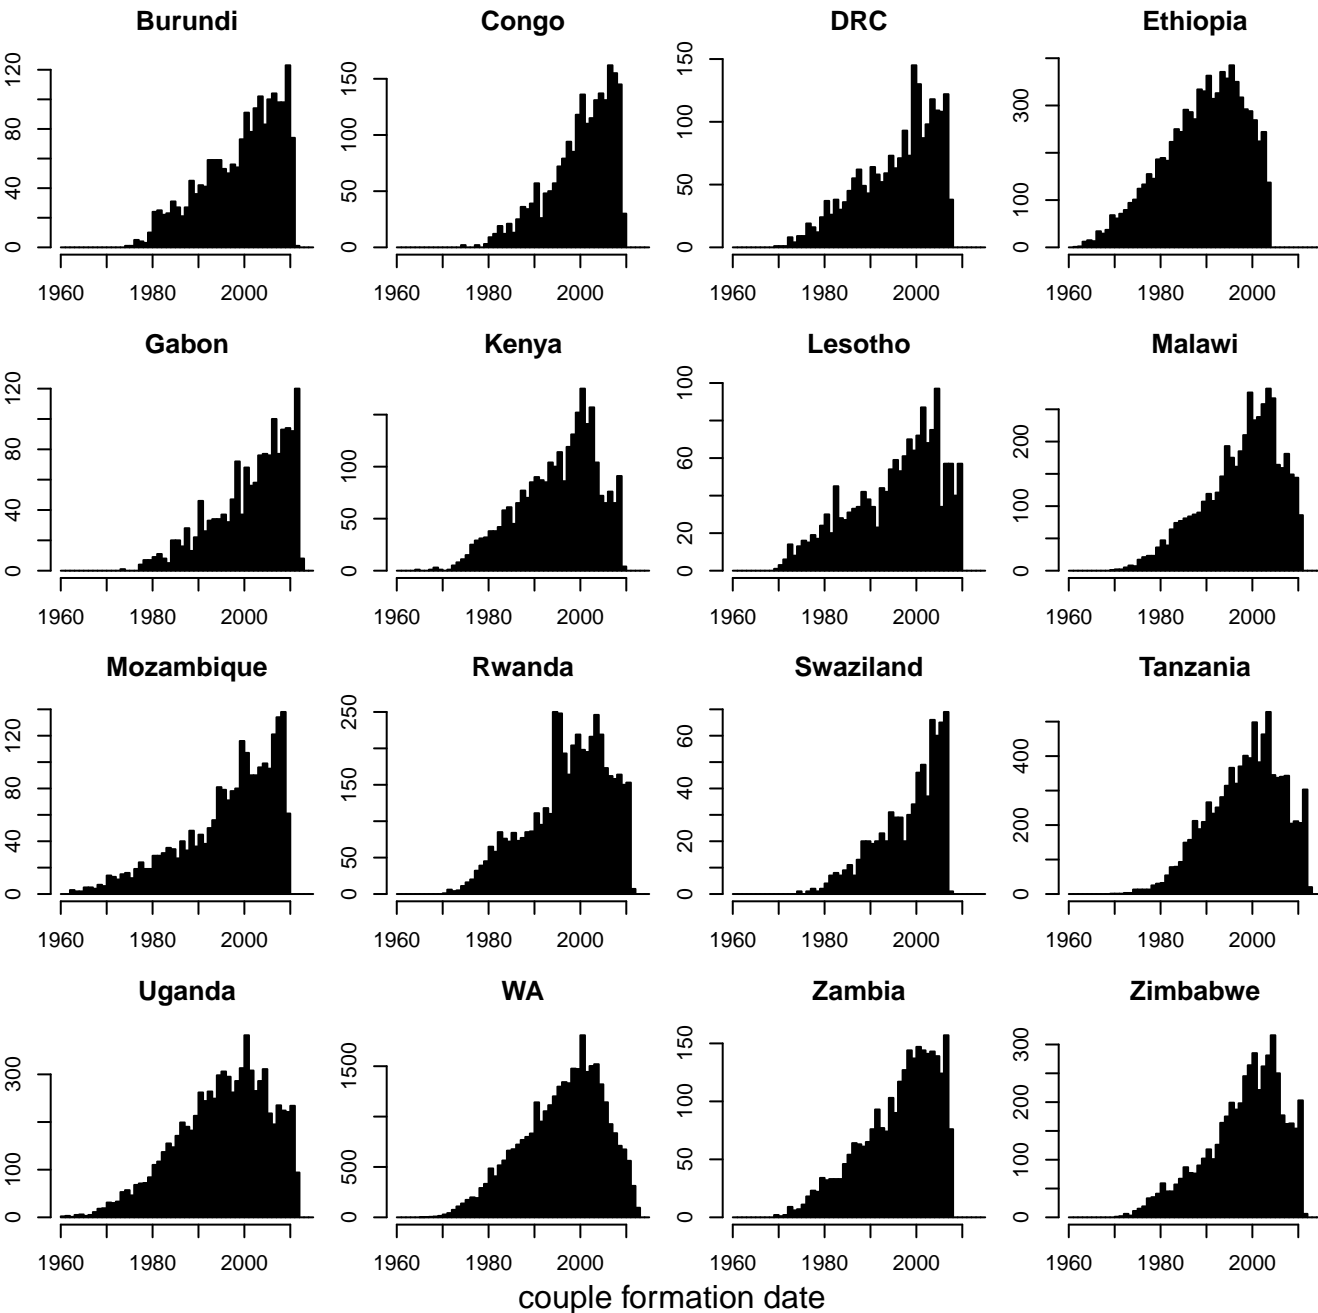 Burundi Congo DRC Ethiopia
0 40 80 120
0 50 100 150
0 50 100 150
0 100 300
1960 1980 2000 1960 1980 2000 1960 1980 2000 1960 1980 2000
Gabon Kenya Lesotho Malawi
0 40 80 120
0 50 100
0 20 60 100
0 100 200
1960 1980 2000 1960 1980 2000 1960 1980 2000 1960 1980 2000
Mozambique Rwanda Swaziland Tanzania
0 40 80 120
0 50 150 250
0 20 40 60
0 200 400
1960 1980 2000 1960 1980 2000 1960 1980 2000 1960 1980 2000
Uganda WA Zambia Zimbabwe
0 100 300
0 500 1500
0 50 100 150
0 100 200 300
1960 1980 2000 1960 1980 2000 1960 1980 2000 1960 1980 2000
couple formation date